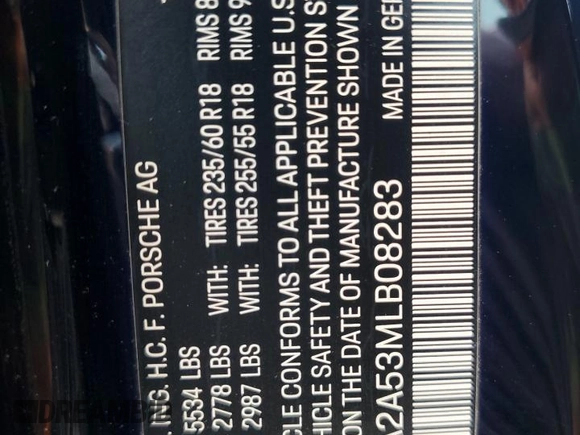 . ING. H.C. F. PORSCHE AG
5534 LBS
2778 LBS WITH: TIRES 235/60 R18 RIMS 8
2987 LBS WITH: TIRES 255/55 R18 RIMS 9
CLE CONFORMS TO ALL APPLICABLE U.S
HICLE SAFETY AND THEFT PREVENTION S
ON THE DATE OF MANUFACTURE SHOWN
A2A53MLB08283 MADE IN GER